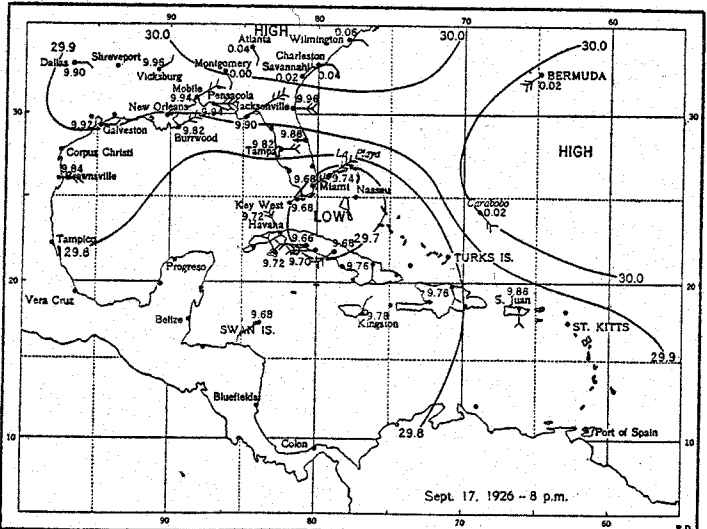 90
80
70
60
HIGH
29.9
30.0
Atlanta
0.04
Wilmington
0.06
30.0
30.0
Dallas
9.90
Shreveport
9.96
Vicksburg
Montgomery
0.00
Charleston
Savannah
0.02
0.04
BERMUDA
0.02
Mobile
9.94
Pensacola
9.94
Jacksonville
9.96
30
30
New Orleans
9.92
Galveston
9.82
Burrwood
9.90
9.88
9.82
Tampa
HIGH
Corpus Christi
9.84
Brownsville
9.68
9.74
Miami
Nassau
Key West
9.68
9.72
Havana
LOW
Carabobo
0.02
Tampico
29.8
9.66
9.68
29.7
9.72
9.70
9.76
TURKS IS.
Progreso
20
20
30.0
Vera Cruz
9.76
9.86
S. Juan
Belize
9.68
SWAN IS.
9.78
Kingston
ST. KITTS
29.9
Bluefields
10
10
Colon
29.8
Port of Spain
Sept. 17, 1926 – 8 p.m.
90
80
70
60